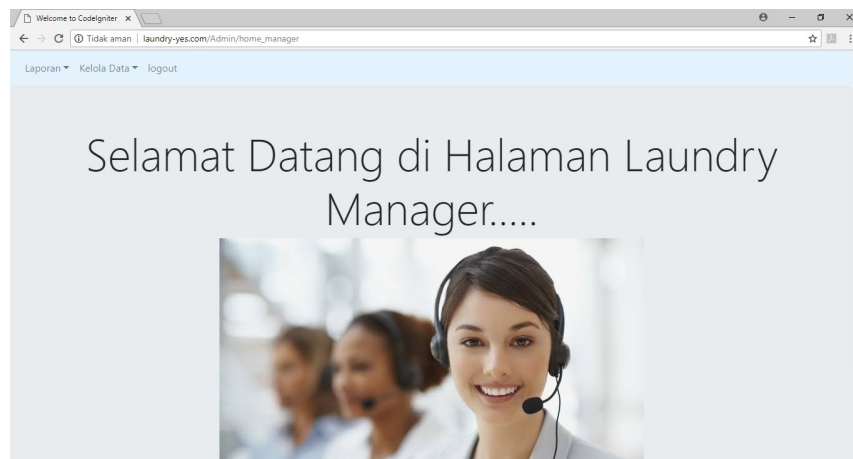 Welcome to CodeIgniter
Tidak aman | laundry-yes.com/Admin/home_manager
Laporan Kelola Data logout
Selamat Datang di Halaman Laundry
Manager.....